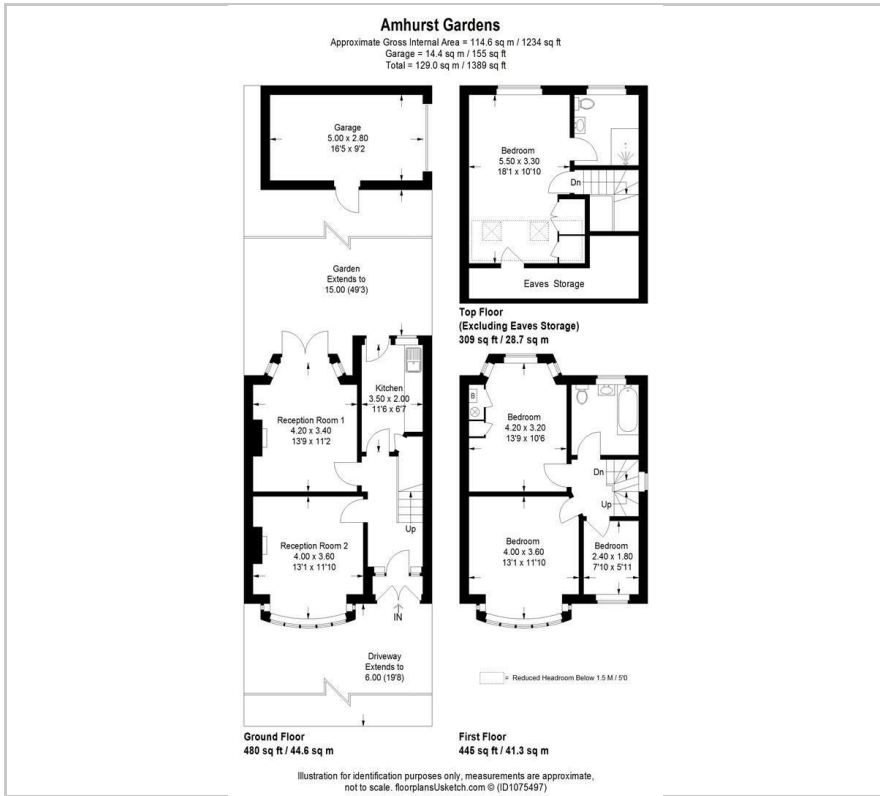 Amhurst Gardens
Approximate Gross Internal Area = 114.6 sq m / 1234 sq ft
Garage = 14.4 sq m / 155 sq ft
Total = 129.0 sq m / 1389 sq ft
Garage
5.00 x 2.80
16'5 x 9'2
Garden
Extends to
15.00 (49'3)
Kitchen
3.50 x 2.00
11'6 x 6'7
Reception Room 1
4.20 x 3.40
13'9 x 11'2
Up
Reception Room 2
4.00 x 3.60
13'1 x 11'10
IN
Driveway
Extends to
6.00 (19'8)
Ground Floor
480 sq ft / 44.6 sq m
Bedroom
5.50 x 3.30
18'1 x 10'10
Dn
Eaves Storage
Top Floor
(Excluding Eaves Storage)
309 sq ft / 28.7 sq m
B
Bedroom
4.20 x 3.20
13'9 x 10'6
Dn
Up
Bedroom
4.00 x 3.60
13'1 x 11'10
Bedroom
2.40 x 1.80
7'10 x 5'11
= Reduced Headroom Below 1.5 M / 5'0
First Floor
445 sq ft / 41.3 sq m
Illustration for identification purposes only, measurements are approximate,
not to scale. floorplansUsketch.com © (ID1075497)